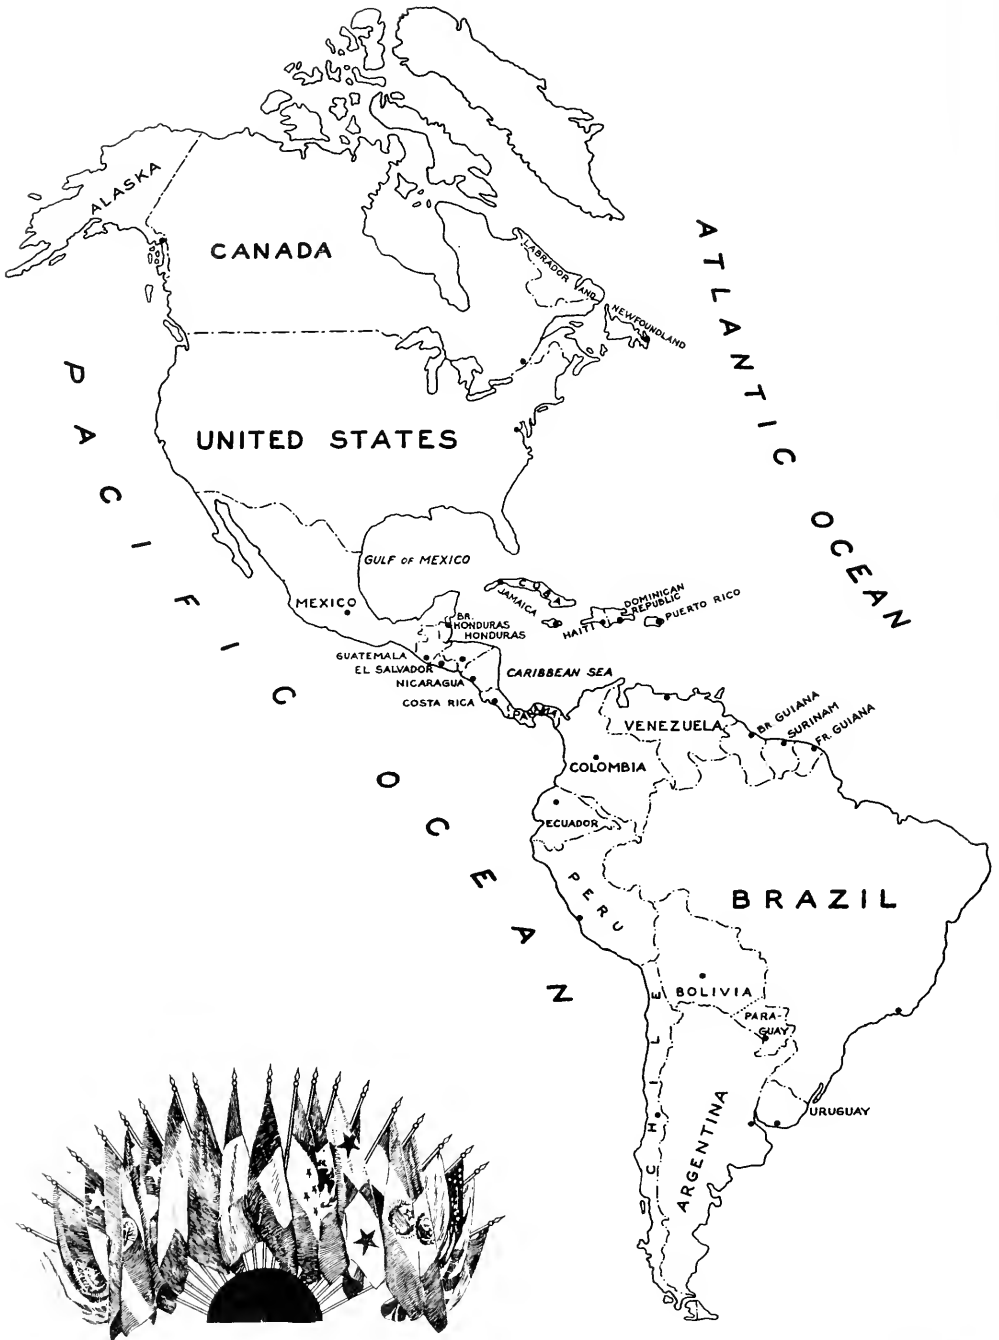 ALASKA
CANADA
LABRADOR AND
NEWFOUNDLAND
ATLANTIC OCEAN
PACIFIC OCEAN
UNITED STATES
GULF OF MEXICO
MEXICO
CUBA
JAMAICA
HAITI
DOMINICAN
REPUBLIC
PUERTO RICO
BR.
HONDURAS
HONDURAS
GUATEMALA
EL SALVADOR
NICARAGUA
COSTA RICA
PANAMA
CARIBBEAN SEA
VENEZUELA
BR GUIANA
SURINAM
FR. GUIANA
COLOMBIA
ECUADOR
PERU
BRAZIL
BOLIVIA
PARA-
GUAY
CHILE
ARGENTINA
URUGUAY